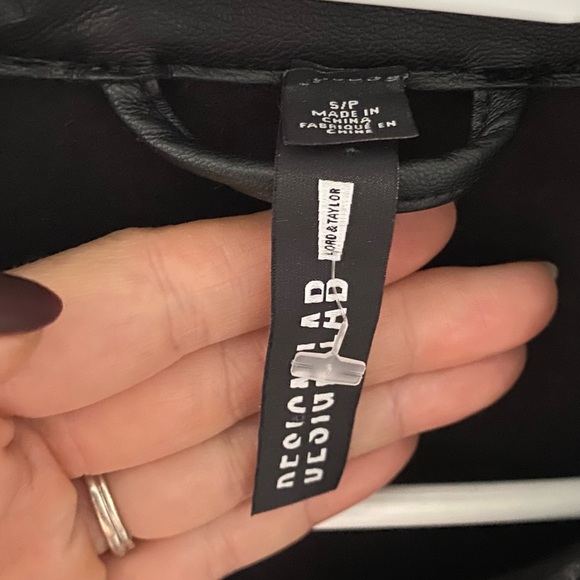 S/P
MADE IN
CHINA
FABRIQUÉ EN
CHINE
LORD & TAYLOR
DESIGN LAB